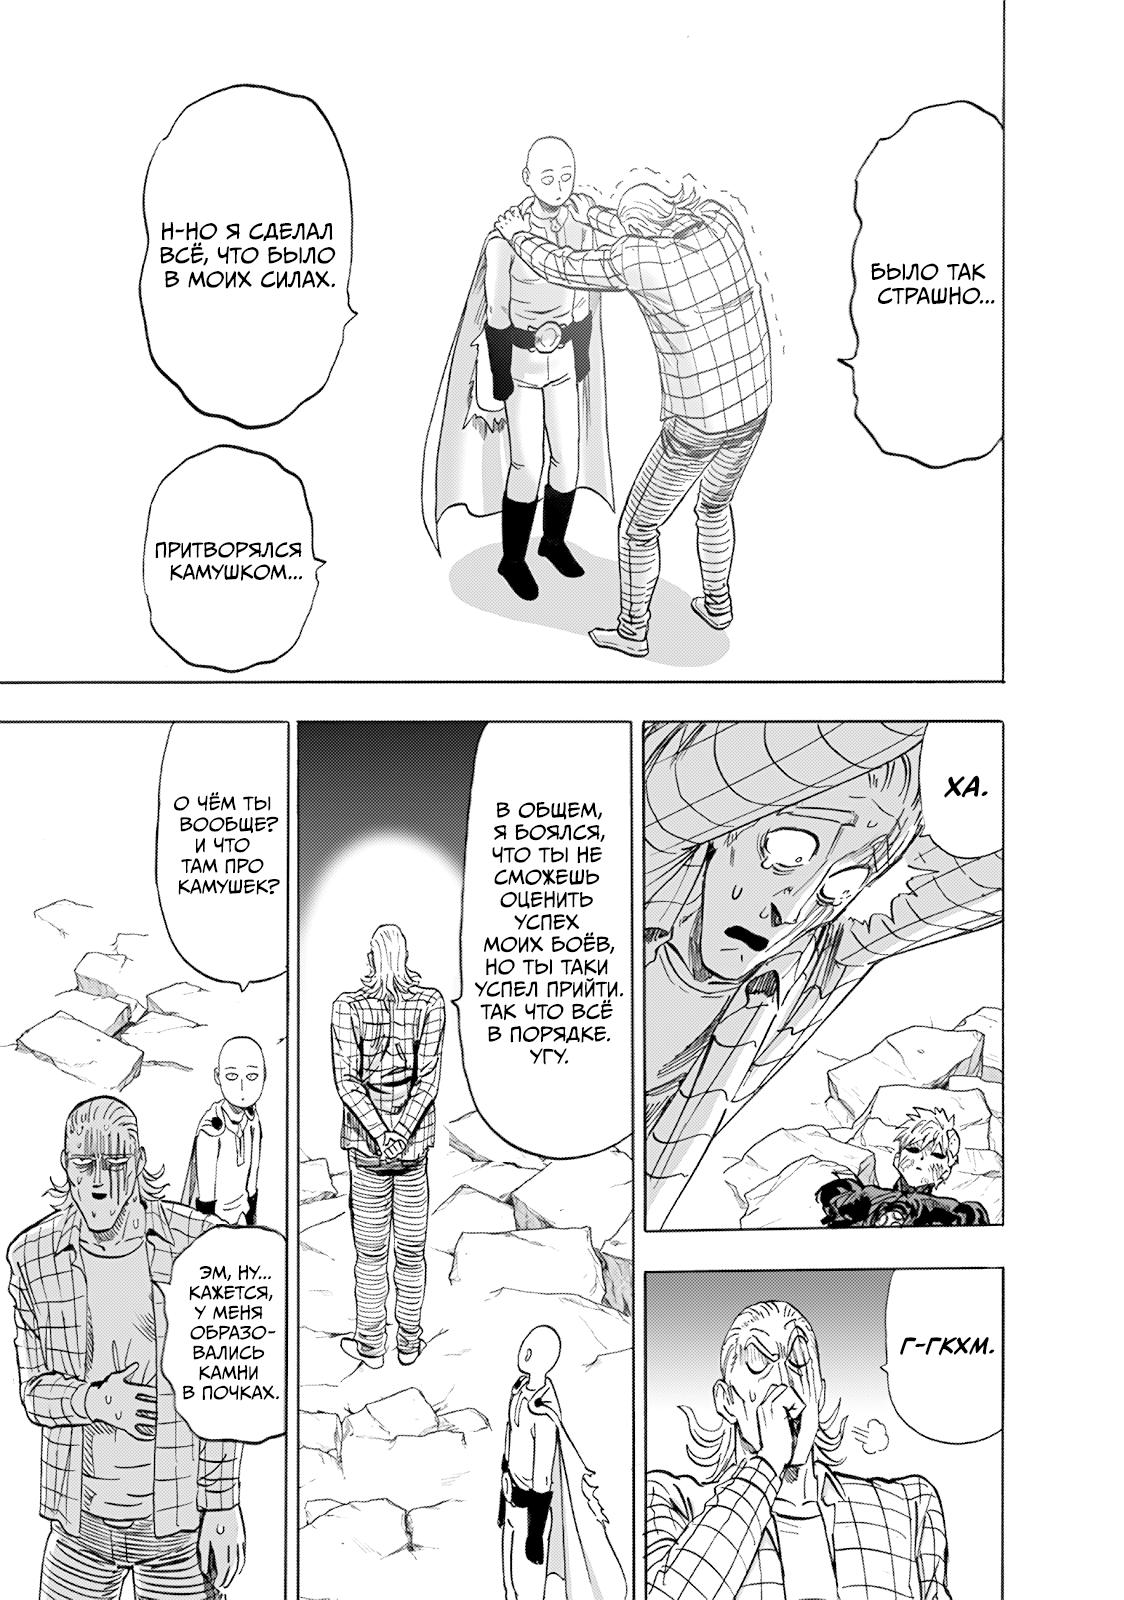 БЫЛО ТАК
СТРАШНО...
Н-НО Я СДЕЛАЛ
ВСЁ, ЧТО БЫЛО
В МОИХ СИЛАХ.
ПРИТВОРЯЛСЯ
КАМУШКОМ...
ХА.
Г-ГКХМ.
В ОБЩЕМ,
Я БОЯЛСЯ,
ЧТО ТЫ НЕ
СМОЖЕШЬ
ОЦЕНИТЬ
УСПЕХ
МОИХ БОЁВ,
НО ТЫ ТАКИ
УСПЕЛ ПРИЙТИ.
ТАК ЧТО ВСЁ
В ПОРЯДКЕ.
УГУ.
О ЧЁМ ТЫ
ВООБЩЕ?
И ЧТО
ТАМ ПРО
КАМУШЕК?
ЭМ, НУ...
КАЖЕТСЯ,
У МЕНЯ
ОБРАЗО-
ВАЛИСЬ
КАМНИ
В ПОЧКАХ.